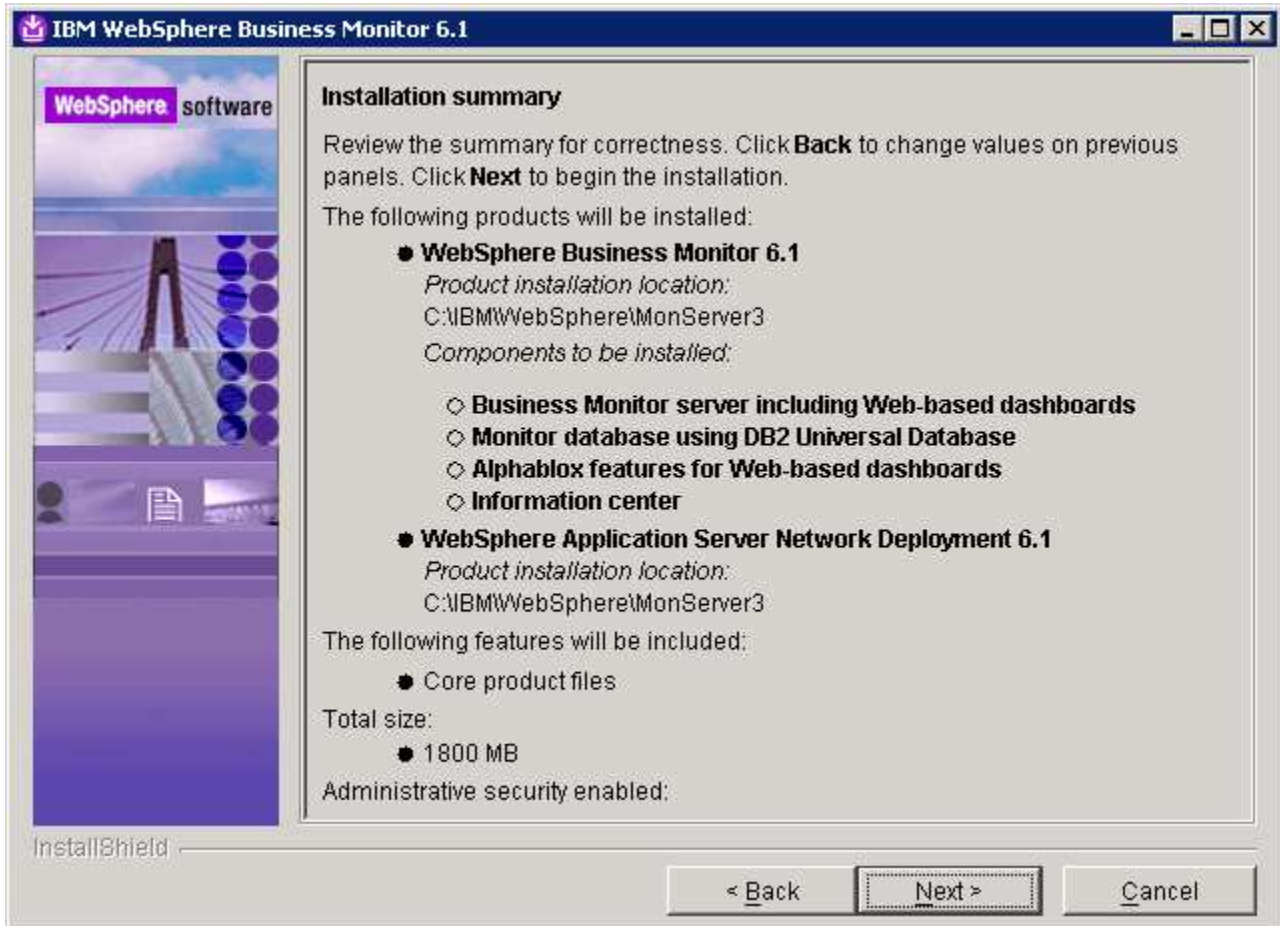 IBM WebSphere Business Monitor 6.1
WebSphere software
Installation summary
Review the summary for correctness. Click Back to change values on previous
panels. Click Next to begin the installation.
The following products will be installed:
WebSphere Business Monitor 6.1
Product installation location:
C:\IBM\WebSphere\MonServer3
Components to be installed:
Business Monitor server including Web-based dashboards
Monitor database using DB2 Universal Database
Alphablox features for Web-based dashboards
Information center
WebSphere Application Server Network Deployment 6.1
Product installation location:
C:\IBM\WebSphere\MonServer3
The following features will be included:
Core product files
Total size:
1800 MB
Administrative security enabled:
InstallShield
< Back Next > Cancel